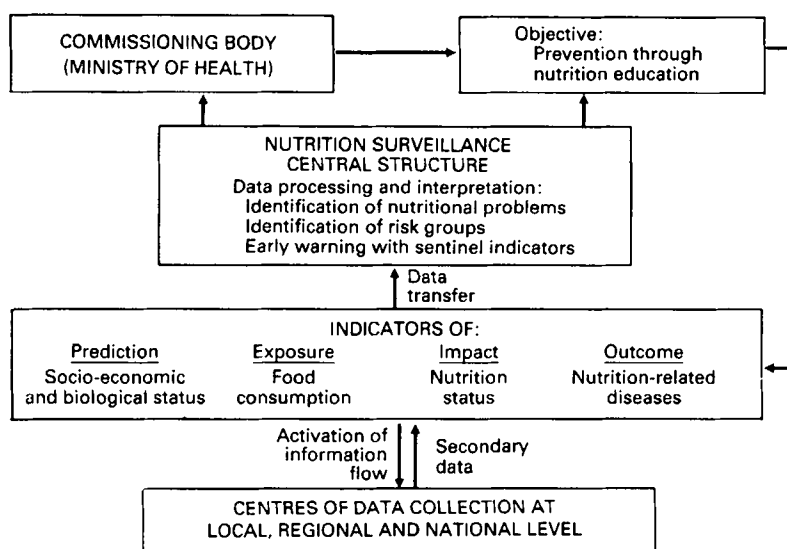 COMMISSIONING BODY
(MINISTRY OF HEALTH)
Objective:
Prevention through
nutrition education
NUTRITION SURVEILLANCE
CENTRAL STRUCTURE
Data processing and interpretation:
Identification of nutritional problems
Identification of risk groups
Early warning with sentinel indicators
Data
transfer
INDICATORS OF:
Prediction
Socio-economic
and biological status
Exposure
Food
consumption
Impact
Nutrition
status
Outcome
Nutrition-related
diseases
Activation of
information
flow
Secondary
data
CENTRES OF DATA COLLECTION AT
LOCAL, REGIONAL AND NATIONAL LEVEL